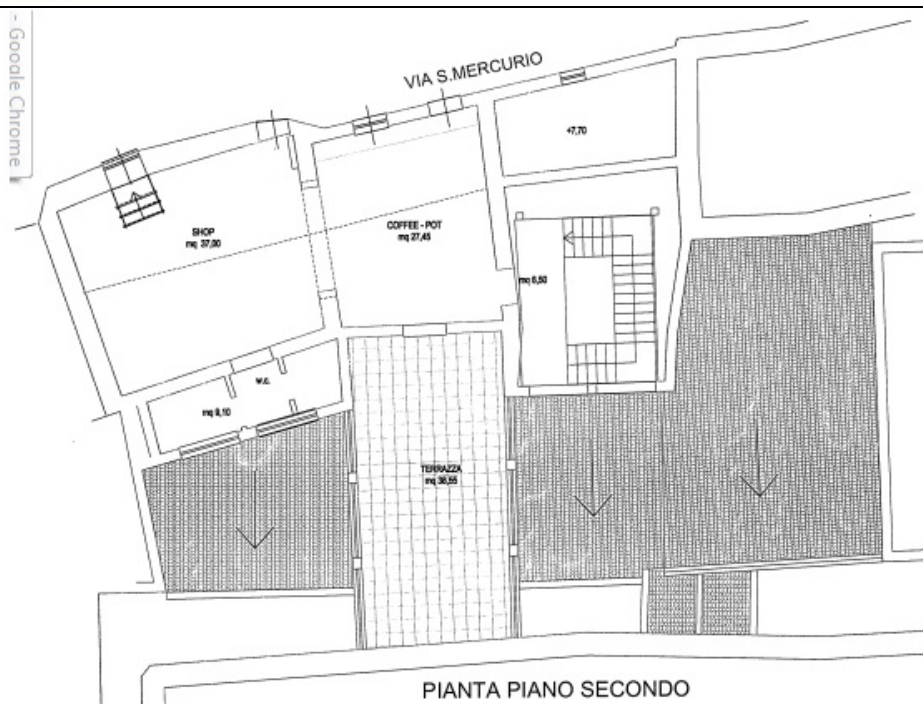 - Google Chrome
VIA S.MERCURIO
+7,70
SHOP
mq 37,00
COFFEE - POT
mq 27,45
mq 6,50
w.c.
mq 9,10
TERRAZZA
mq 38,55
PIANTA PIANO SECONDO